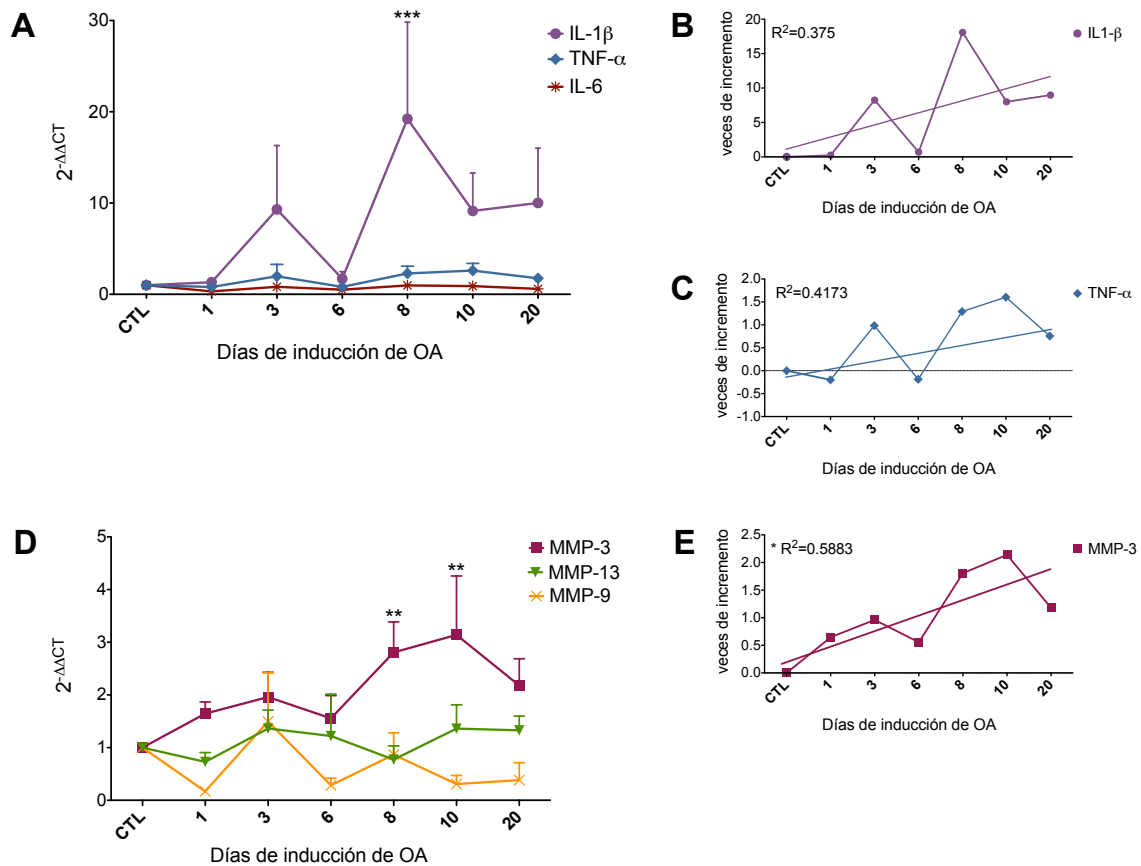 A
30
20
10
0
2-ΔΔCT
***
IL-1β
TNF-α
IL-6
CTL
1
3
6
8
10
20
Días de inducción de OA
B
20
15
10
5
0
veces de incremento
R2=0.375
IL1-β
CTL
1
3
6
8
10
20
Días de inducción de OA
C
2.0
1.5
1.0
0.5
0.0
-0.5
-1.0
veces de incremento
R2=0.4173
TNF-α
CTL
1
3
6
8
10
20
Días de inducción de OA
D
5
4
3
2
1
0
2-ΔΔCT
**
**
MMP-3
MMP-13
MMP-9
CTL
1
3
6
8
10
20
Días de inducción de OA
E
2.5
2.0
1.5
1.0
0.5
0.0
veces de incremento
* R2=0.5883
MMP-3
CTL
1
3
6
8
10
20
Días de inducción de OA